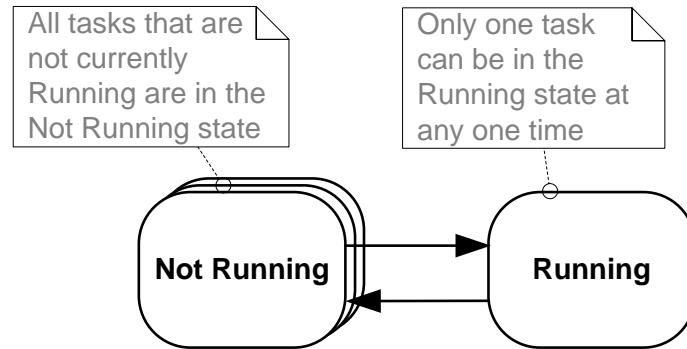 All tasks that are
not currently
Running are in the
Not Running state
Only one task
can be in the
Running state at
any one time
Not Running
Running